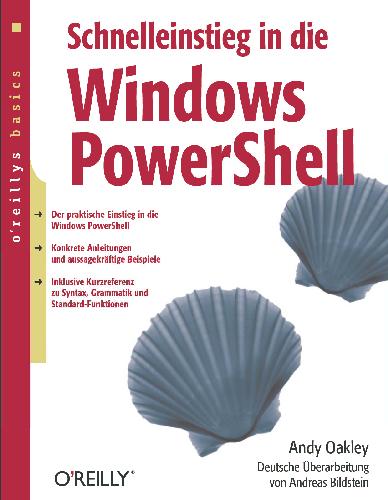 o'reillys basics
Schnelleinstieg in die
Windows
PowerShell
➔ Der praktische Einstieg in die
Windows PowerShell
➔ Konkrete Anleitungen
und aussagekräftige Beispiele
➔ Inklusive Kurzreferenz
zu Syntax, Grammatik und
Standard-Funktionen
Andy Oakley
Deutsche Überarbeitung
von Andreas Bildstein
O'REILLY®